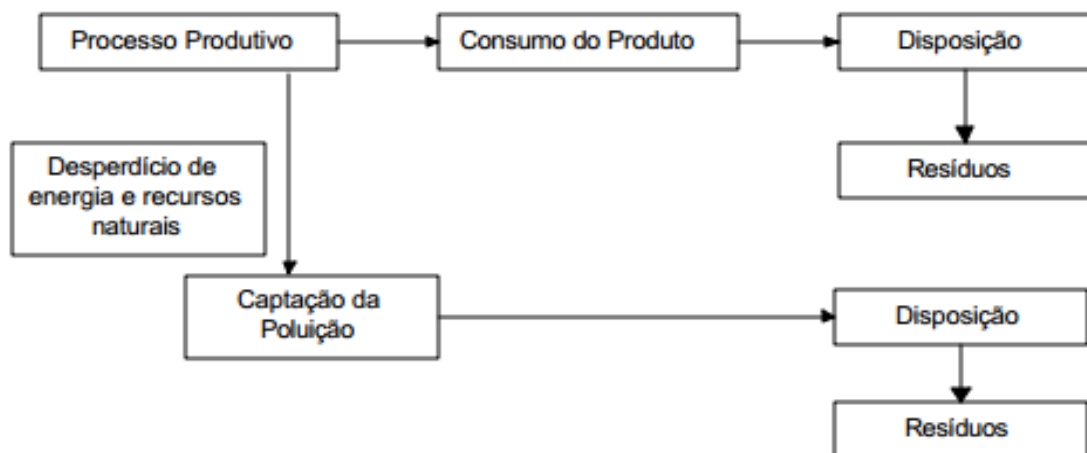 Processo Produtivo
Consumo do Produto
Disposição
Desperdício de
energia e recursos
naturais
Resíduos
Captação da
Poluição
Disposição
Resíduos